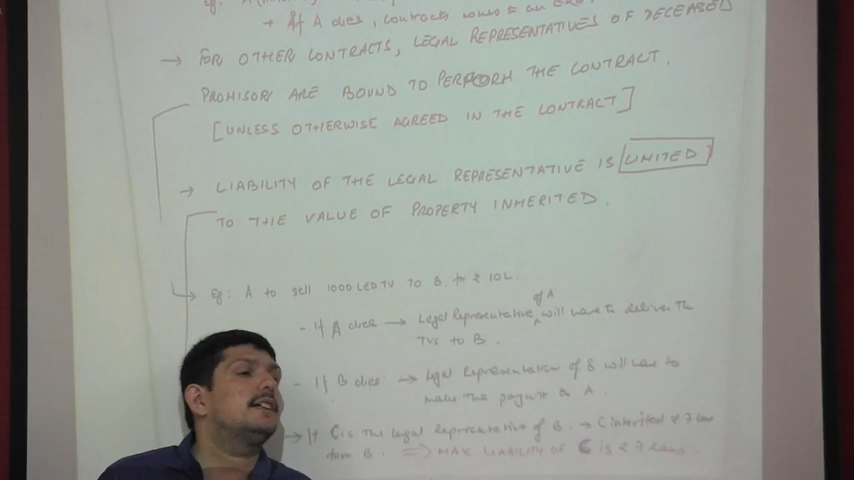 → If A dies, contracts comes to an end.
→ FOR OTHER CONTRACTS, LEGAL REPRESENTATIVES OF DECEASED
PROMISOR ARE BOUND TO PERFORM THE CONTRACT.
[UNLESS OTHERWISE AGREED IN THE CONTRACT]
→ LIABILITY OF THE LEGAL REPRESENTATIVE IS LIMITED
TO THE VALUE OF PROPERTY INHERITED.
Eg: A to sell 1000 LED TV TO B for ₹ 10L.
- If A dies → Legal Representative of A will have to deliver the
TVs to B.
- If B dies → Legal Representative of B will have to
make the payment to A.
→ If C is the legal Representative of B. → C inherited ₹ 7
from B. ⇒ MAX LIABILITY OF C is ₹ 7